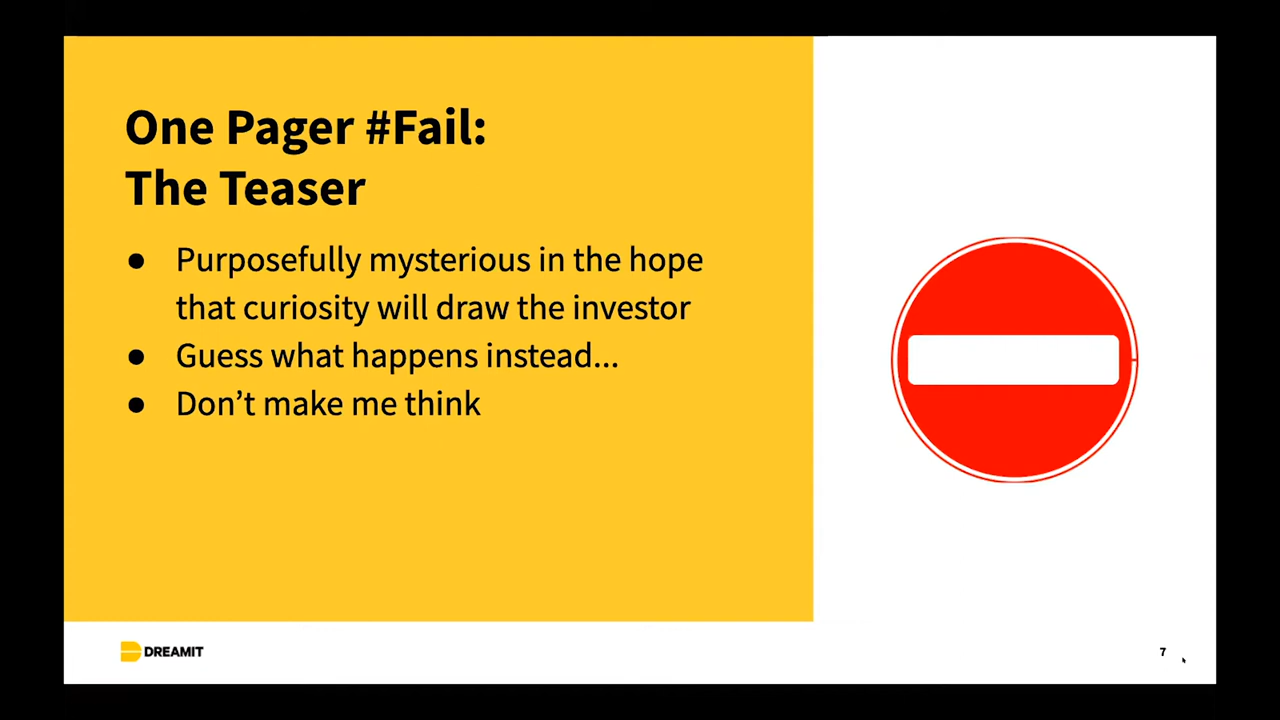 One Pager #Fail:
The Teaser
● Purposefully mysterious in the hope
that curiosity will draw the investor
● Guess what happens instead...
● Don’t make me think
DREAMIT
7